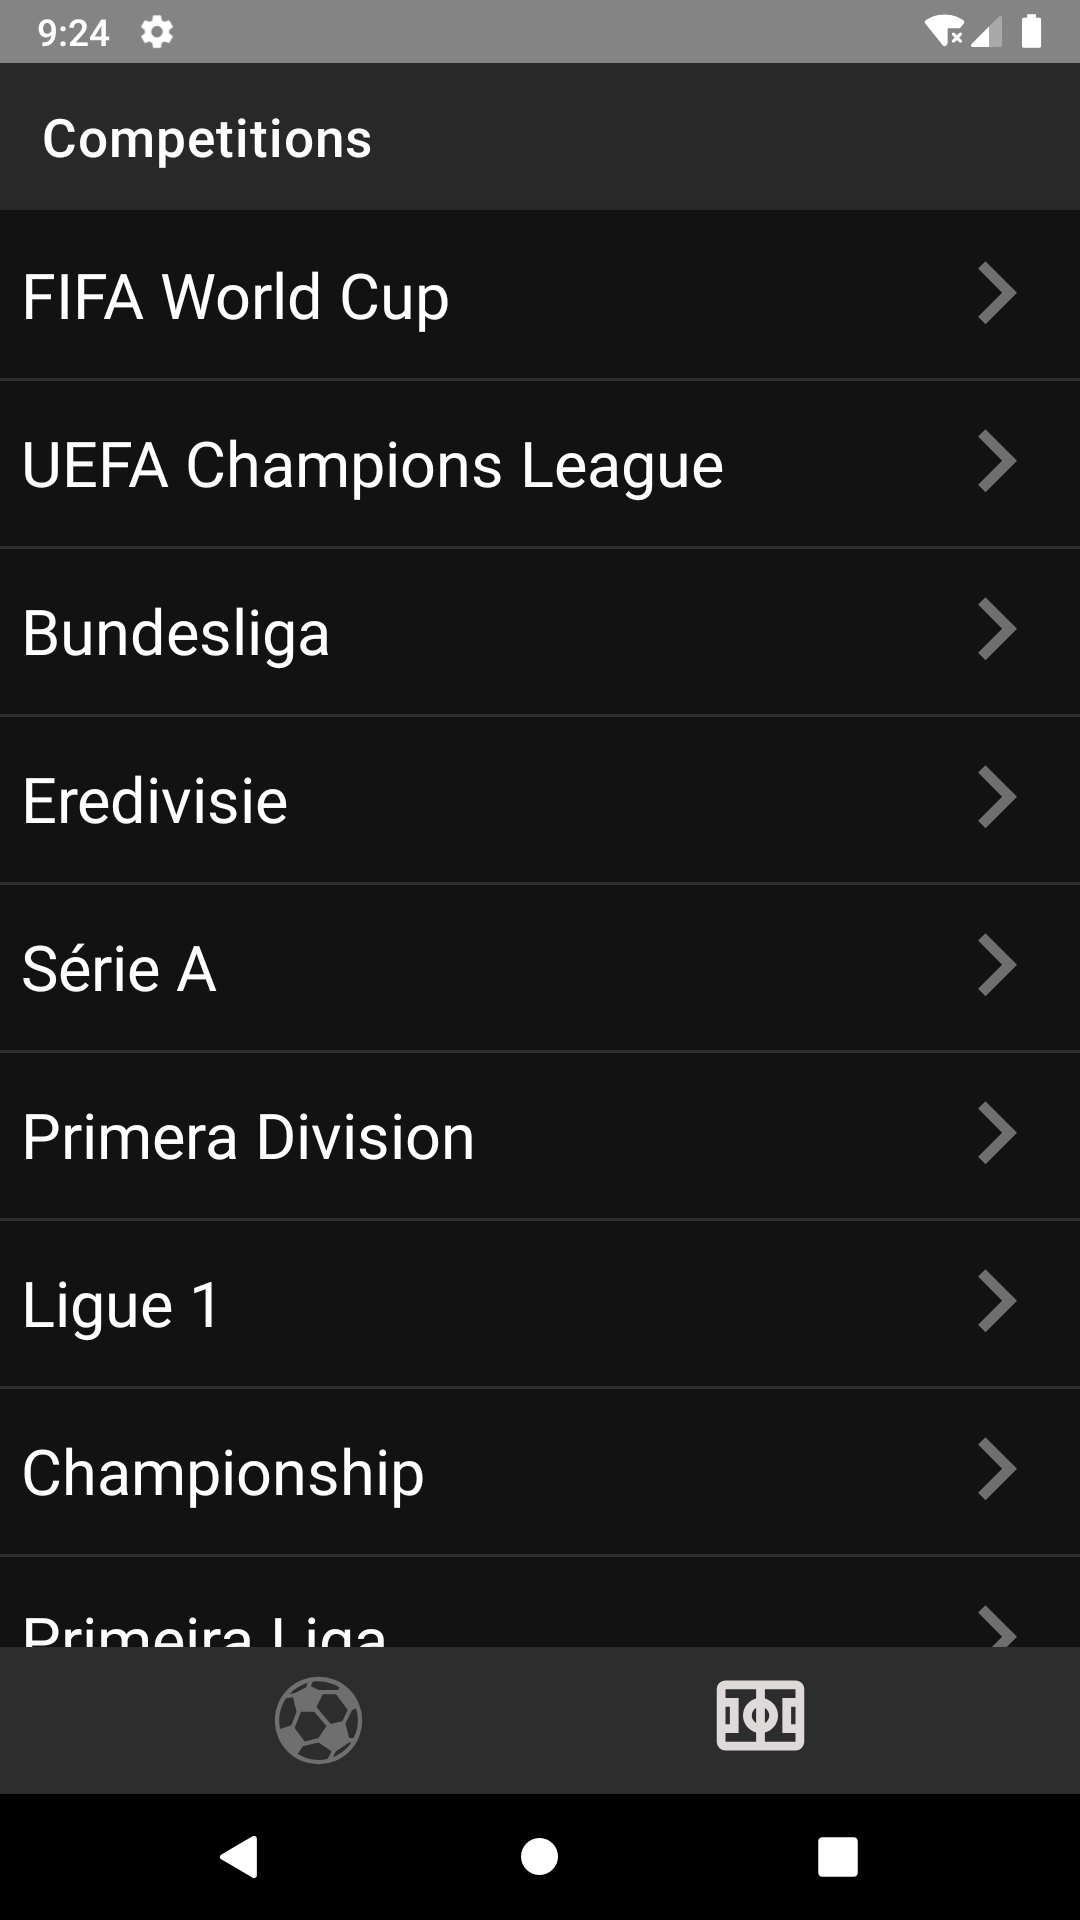 9:24
Competitions
FIFA World Cup
UEFA Champions League
Bundesliga
Eredivisie
Série A
Primera Division
Ligue 1
Championship
Primeira Liga